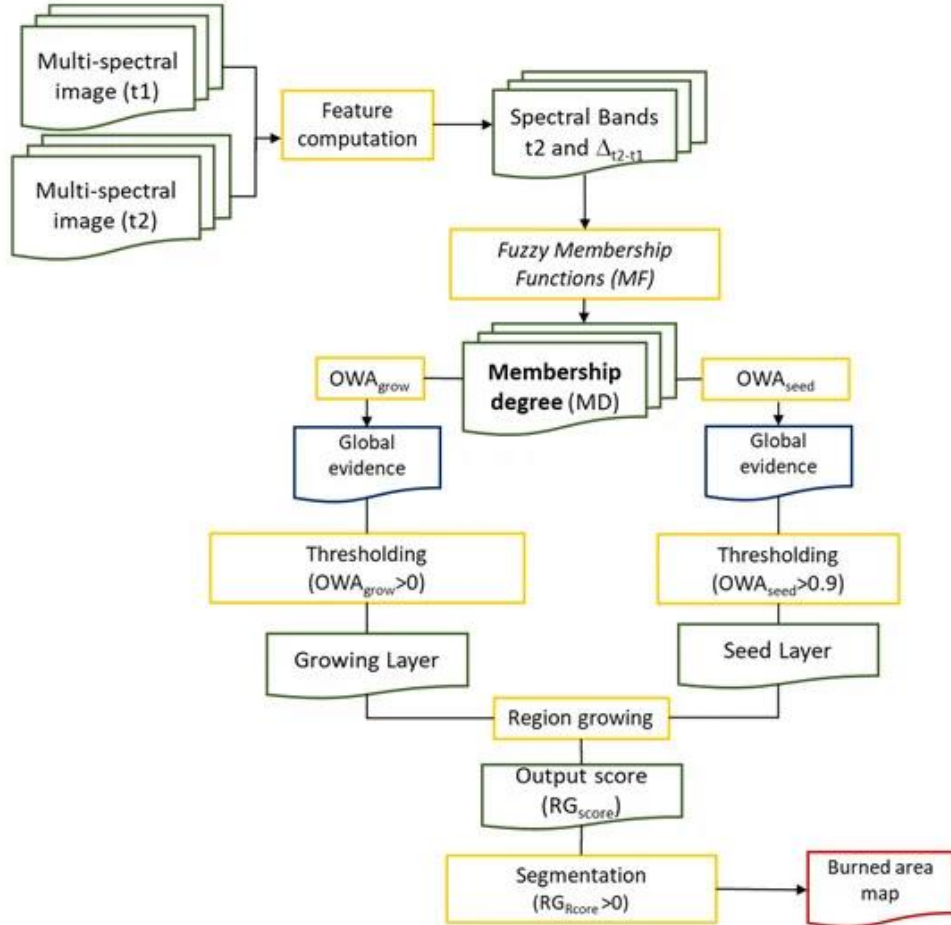 Multi-spectral
image (t1)
Multi-spectral
image (t2)
Feature
computation
Spectral Bands
t2 and Δt2-t1
Fuzzy Membership
Functions (MF)
Membership
degree (MD)
OWAgrow
OWAseed
Global
evidence
Global
evidence
Thresholding
(OWAgrow>0)
Thresholding
(OWAseed>0.9)
Growing Layer
Seed Layer
Region growing
Output score
(RGscore)
Segmentation
(RGRcore >0)
Burned area
map